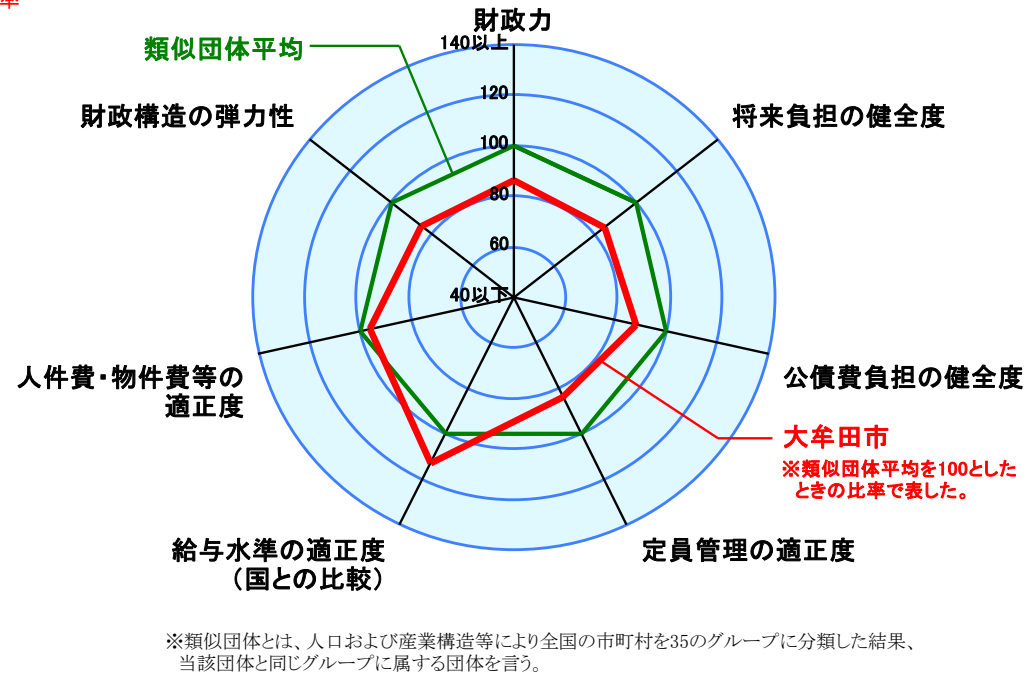 率
財政力
140以上
類似団体平均
120
財政構造の弾力性
将来負担の健全度
100
80
60
40以下
人件費・物件費等の
適正度
公債費負担の健全度
大牟田市
※類似団体平均を100とした
ときの比率で表した。
給与水準の適正度
（国との比較）
定員管理の適正度
※類似団体とは、人口および産業構造等により全国の市町村を35のグループに分類した結果、
当該団体と同じグループに属する団体を言う。